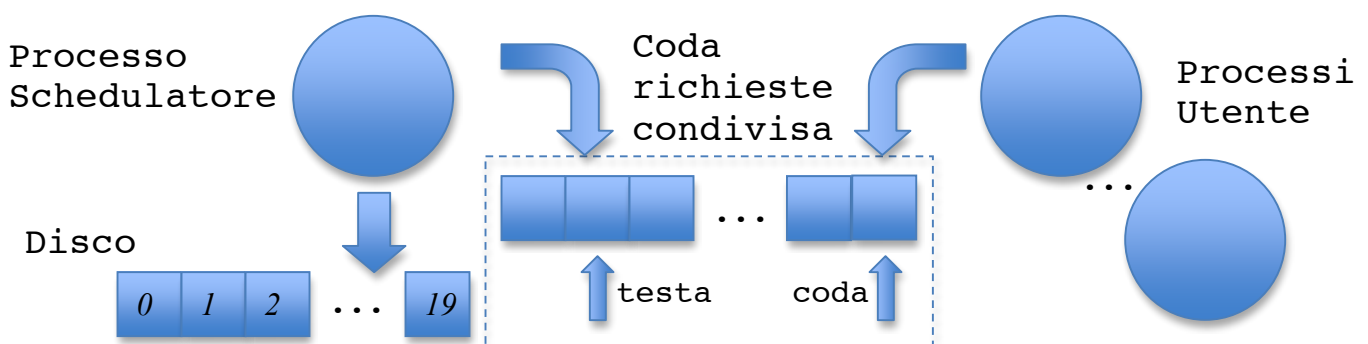 Processo
Schedulatore
Coda
richieste
condivisa
Processi
Utente
...
...
Disco
0 1 2 ... 19
testa
coda